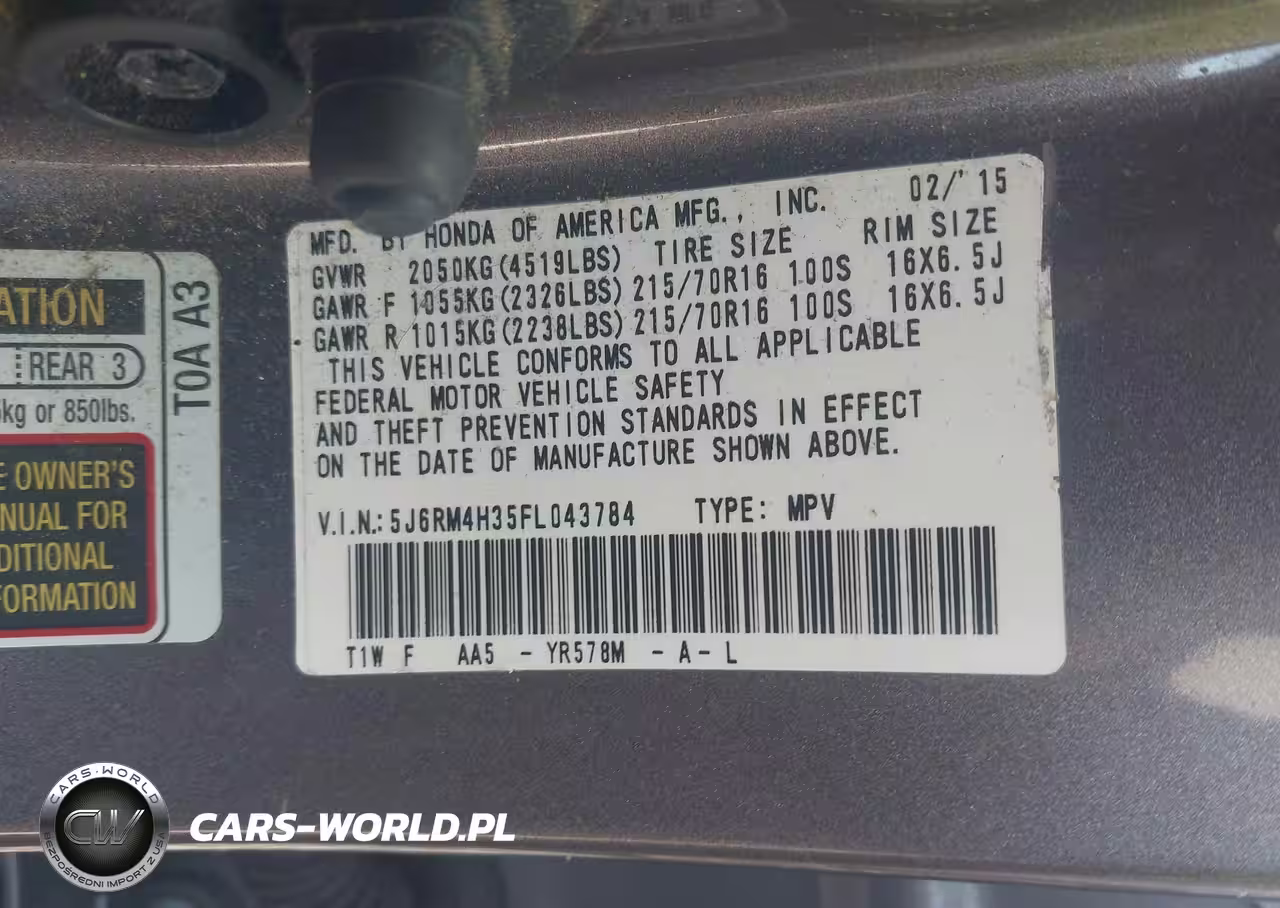 ATION
REAR 3
kg or 850lbs.
E OWNER'S
NUAL FOR
DITIONAL
FORMATION
T0A A3
MFD. BY HONDA OF AMERICA MFG., INC. 02/'15
GVWR 2050KG(4519LBS) TIRE SIZE RIM SIZE
GAWR F 1055KG(2326LBS) 215/70R16 100S 16X6.5J
GAWR R 1015KG(2238LBS) 215/70R16 100S 16X6.5J
THIS VEHICLE CONFORMS TO ALL APPLICABLE
FEDERAL MOTOR VEHICLE SAFETY
AND THEFT PREVENTION STANDARDS IN EFFECT
ON THE DATE OF MANUFACTURE SHOWN ABOVE.
V.I.N.: 5J6RM4H35FL043784 TYPE: MPV
T1W F AA5 - YR578M - A - L
CARS-WORLD
CW
BEZPOŚREDNI IMPORT Z USA
CARS-WORLD.PL